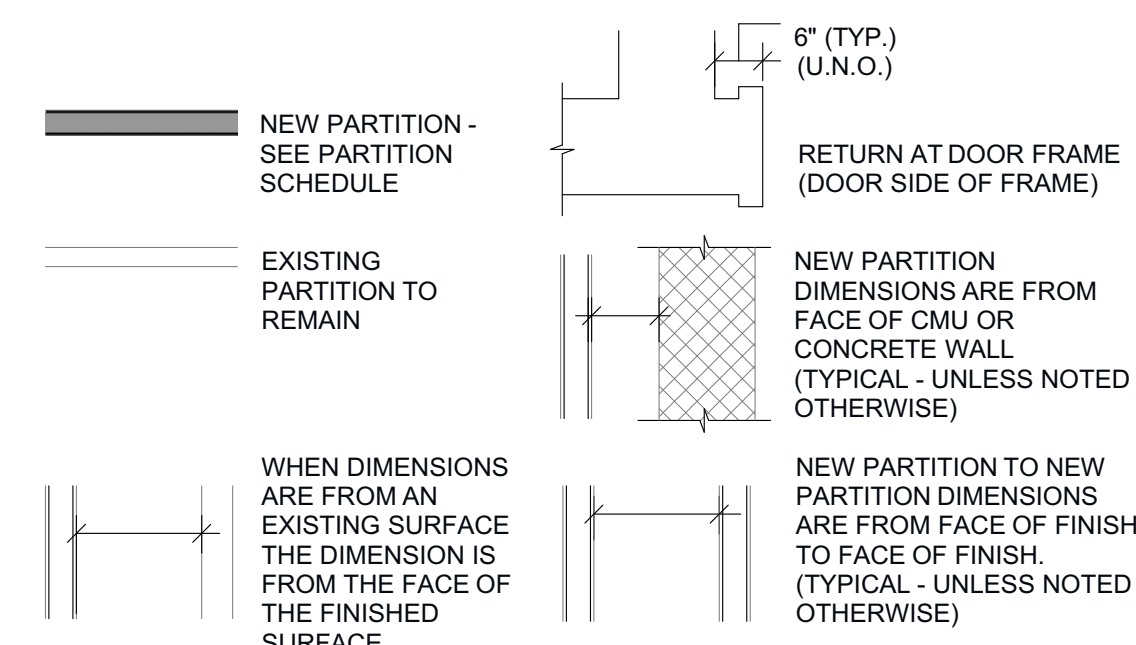 NEW PARTITION -
SEE PARTITION
SCHEDULE
EXISTING
PARTITION TO
REMAIN
WHEN DIMENSIONS
ARE FROM AN
EXISTING SURFACE
THE DIMENSION IS
FROM THE FACE OF
THE FINISHED
SURFACE
6" (TYP.)
(U.N.O.)
RETURN AT DOOR FRAME
(DOOR SIDE OF FRAME)
NEW PARTITION
DIMENSIONS ARE FROM
FACE OF CMU OR
CONCRETE WALL
(TYPICAL - UNLESS NOTED
OTHERWISE)
NEW PARTITION TO NEW
PARTITION DIMENSIONS
ARE FROM FACE OF FINISH
TO FACE OF FINISH.
(TYPICAL - UNLESS NOTED
OTHERWISE)